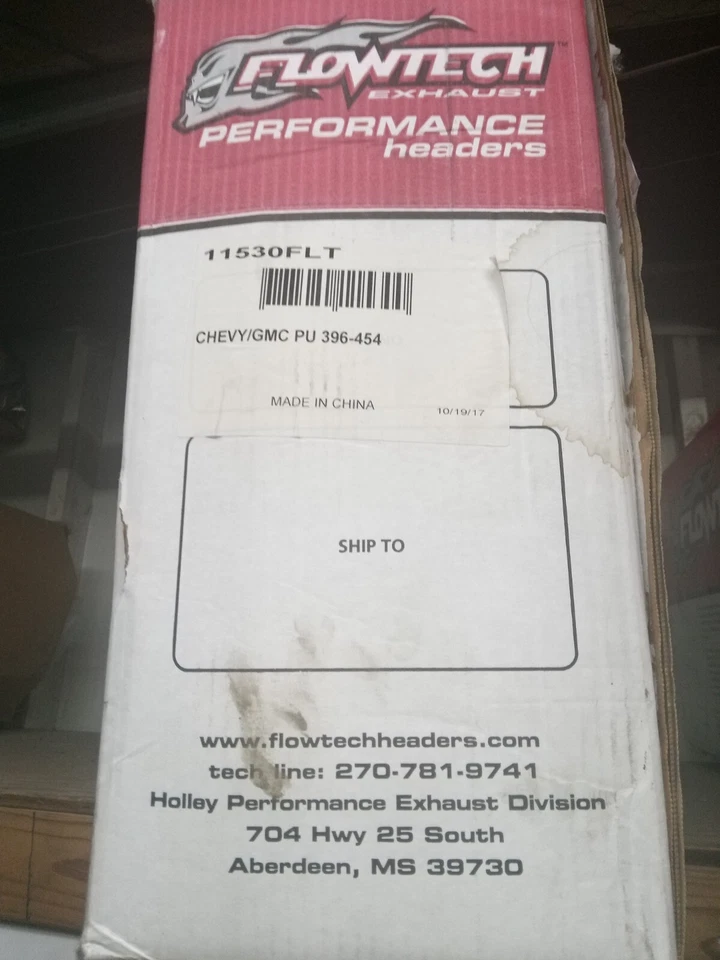 FLOWTECH™
EXHAUST
PERFORMANCE
headers
11530FLT
CHEVY/GMC PU 396-454
MADE IN CHINA
10/19/17
SHIP TO
www.flowtechheaders.com
tech line: 270-781-9741
Holley Performance Exhaust Division
704 Hwy 25 South
Aberdeen, MS 39730